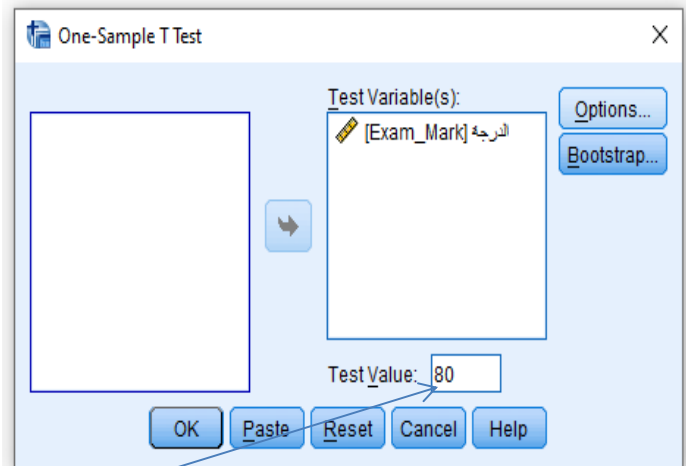 One-Sample T Test
Test Variable(s):
الدرجة [Exam_Mark]
Options...
Bootstrap...
Test Value: 80
OK Paste Reset Cancel Help